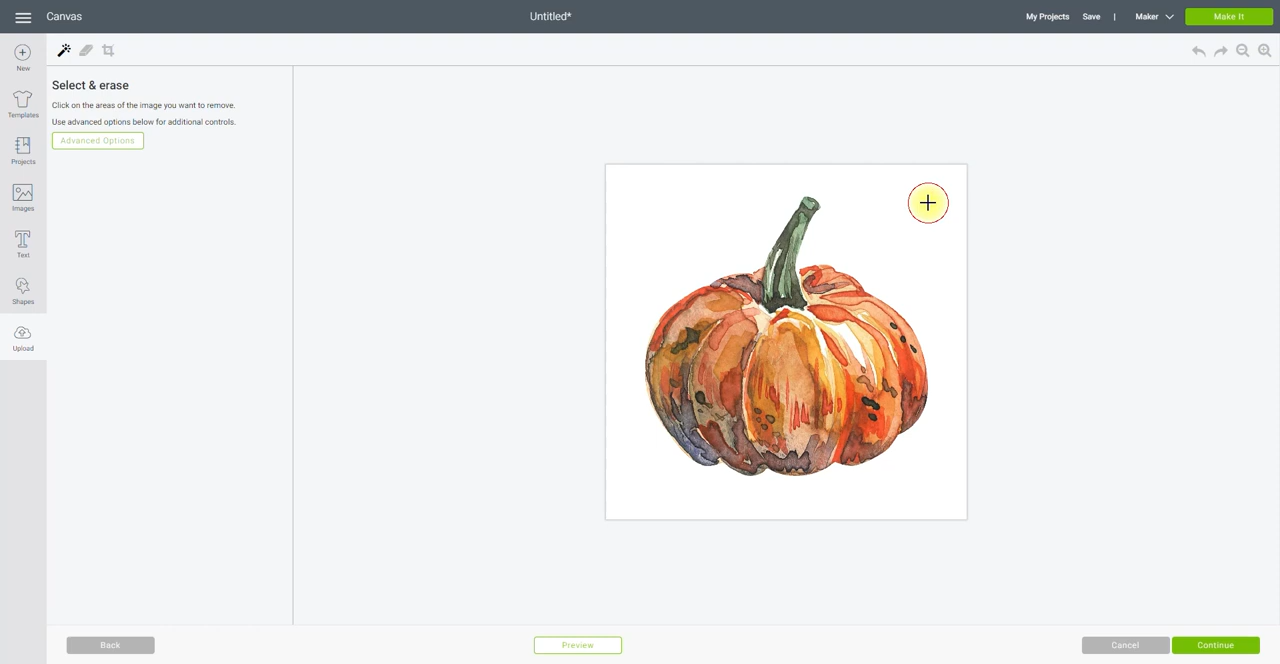 Canvas
Untitled*
My Projects Save | Maker Make It
New
Templates
Projects
Images
Text
Shapes
Upload
Select & erase
Click on the areas of the image you want to remove.
Use advanced options below for additional controls.
Advanced Options
Back
Preview
Cancel
Continue